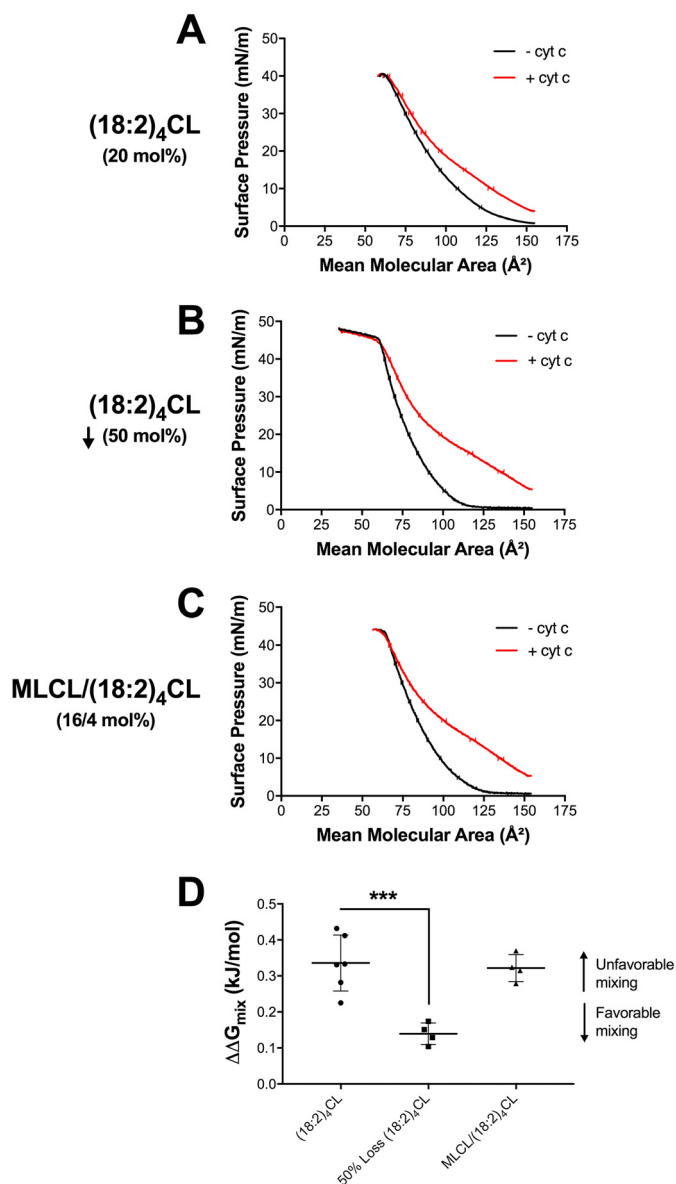 A
(18:2)₄CL
(20 mol%)
Surface Pressure (mN/m)
50
40
30
20
10
0
- cyt c
+ cyt c
0 25 50 75 100 125 150 175
Mean Molecular Area (Å²)
B
(18:2)₄CL
↓ (50 mol%)
Surface Pressure (mN/m)
50
40
30
20
10
0
- cyt c
+ cyt c
0 25 50 75 100 125 150 175
Mean Molecular Area (Å²)
C
MLCL/(18:2)₄CL
(16/4 mol%)
Surface Pressure (mN/m)
50
40
30
20
10
0
- cyt c
+ cyt c
0 25 50 75 100 125 150 175
Mean Molecular Area (Å²)
D
ΔΔGmix (kJ/mol)
0.5
0.4
0.3
0.2
0.1
0.0
***
Unfavorable
mixing
Favorable
mixing
(18:2)₄CL
50% Loss (18:2)₄CL
MLCL/(18:2)₄CL